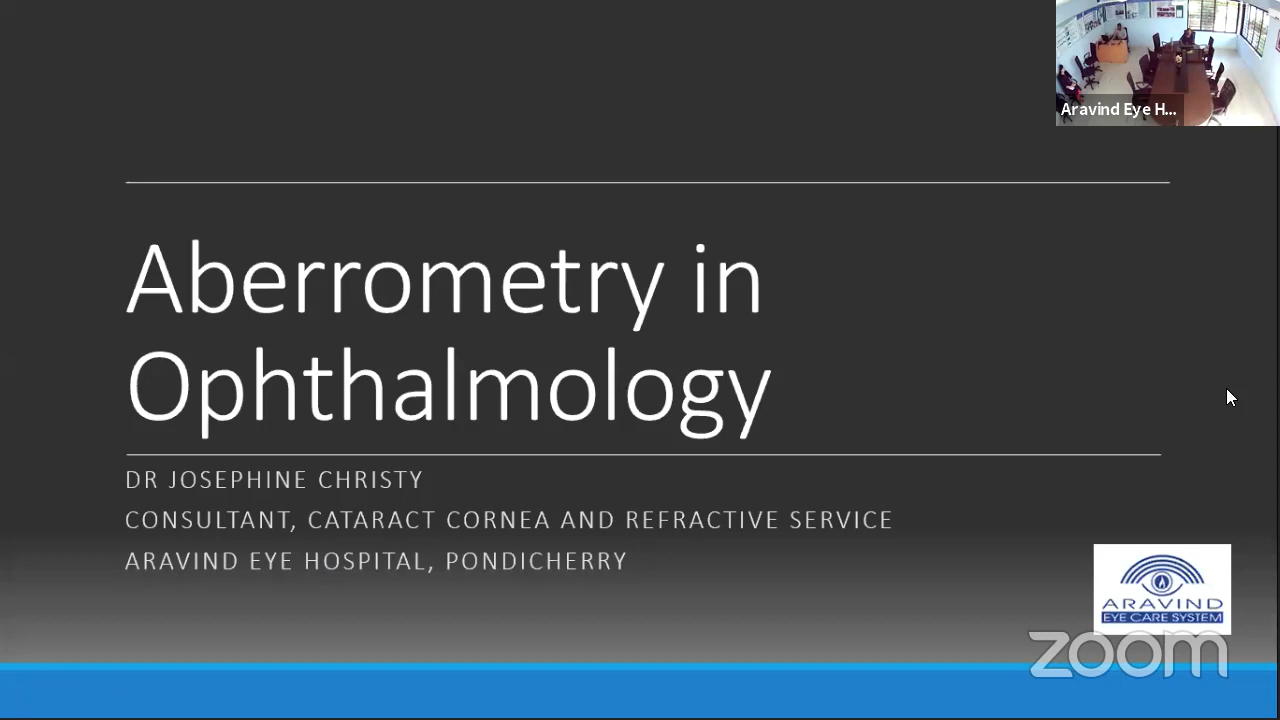 Aravind Eye H...
Aberrometry in
Ophthalmology
DR JOSEPHINE CHRISTY
CONSULTANT, CATARACT CORNEA AND REFRACTIVE SERVICE
ARAVIND EYE HOSPITAL, PONDICHERRY
ARAVIND
EYE CARE SYSTEM
zoom